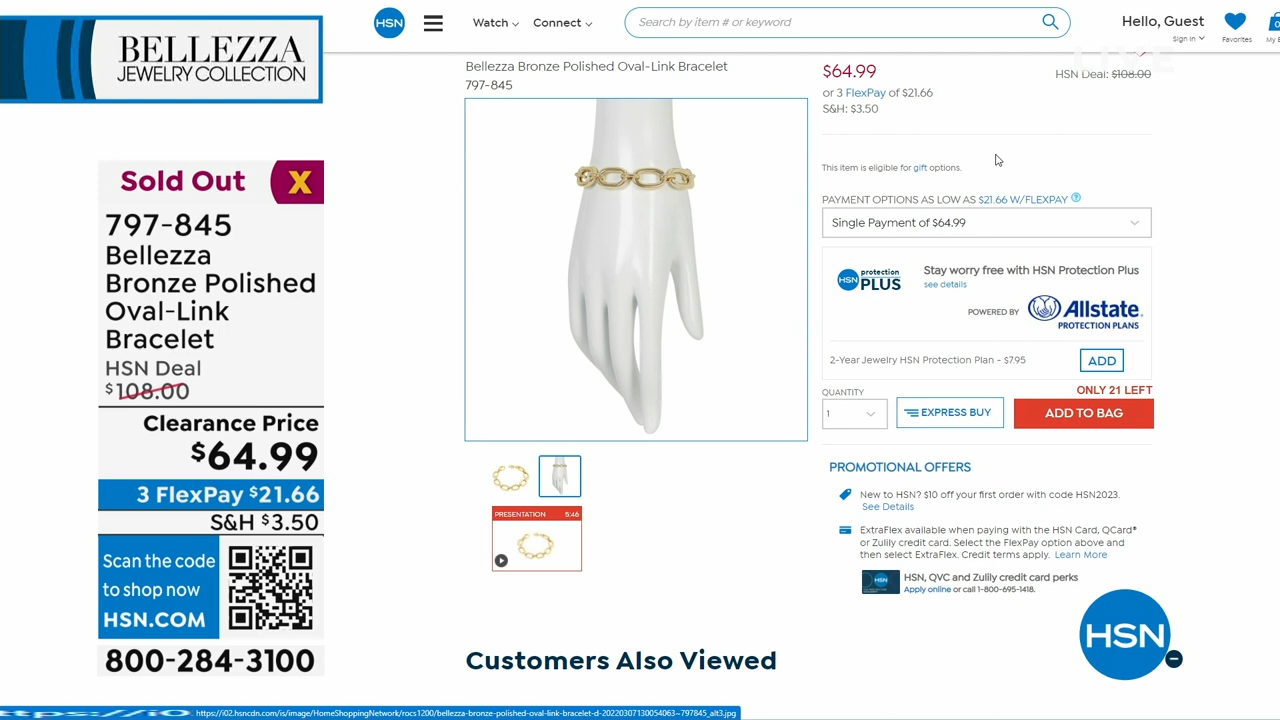 BELLEZZA
JEWELRY COLLECTION
Sold Out X
797-845
Bellezza
Bronze Polished
Oval-Link
Bracelet
HSN Deal
$108.00
Clearance Price
$64.99
3 FlexPay $21.66
S&H $3.50
Scan the code
to shop now
HSN.COM
800-284-3100
HSN
Watch
Connect
Search by item # or keyword
Hello, Guest
Sign In
Favorites
My B
0
LIVE
Bellezza Bronze Polished Oval-Link Bracelet
797-845
$64.99
HSN Deal: $108.00
or 3 FlexPay of $21.66
S&H: $3.50
This item is eligible for gift options.
PAYMENT OPTIONS AS LOW AS $21.66 W/FLEXPAY ?
Single Payment of $64.99
HSN protection PLUS
Stay worry free with HSN Protection Plus
see details
POWERED BY Allstate.
PROTECTION PLANS
2-Year Jewelry HSN Protection Plan - $7.95
ADD
QUANTITY
ONLY 21 LEFT
1
EXPRESS BUY
ADD TO BAG
PRESENTATION 5:46
PROMOTIONAL OFFERS
New to HSN? $10 off your first order with code HSN2023.
See Details
ExtraFlex available when paying with the HSN Card, QCard®
or Zulily credit card. Select the FlexPay option above and
then select ExtraFlex. Credit terms apply. Learn More
HSN
HSN, QVC and Zulily credit card perks
Apply online or call 1-800-695-1418.
HSN
Customers Also Viewed
https://i02.hsncdn.com/is/image/HomeShoppingNetwork/rocs1200/bellezza-bronze-polished-oval-link-bracelet-d-20220307130054063~797845_alt3.jpg